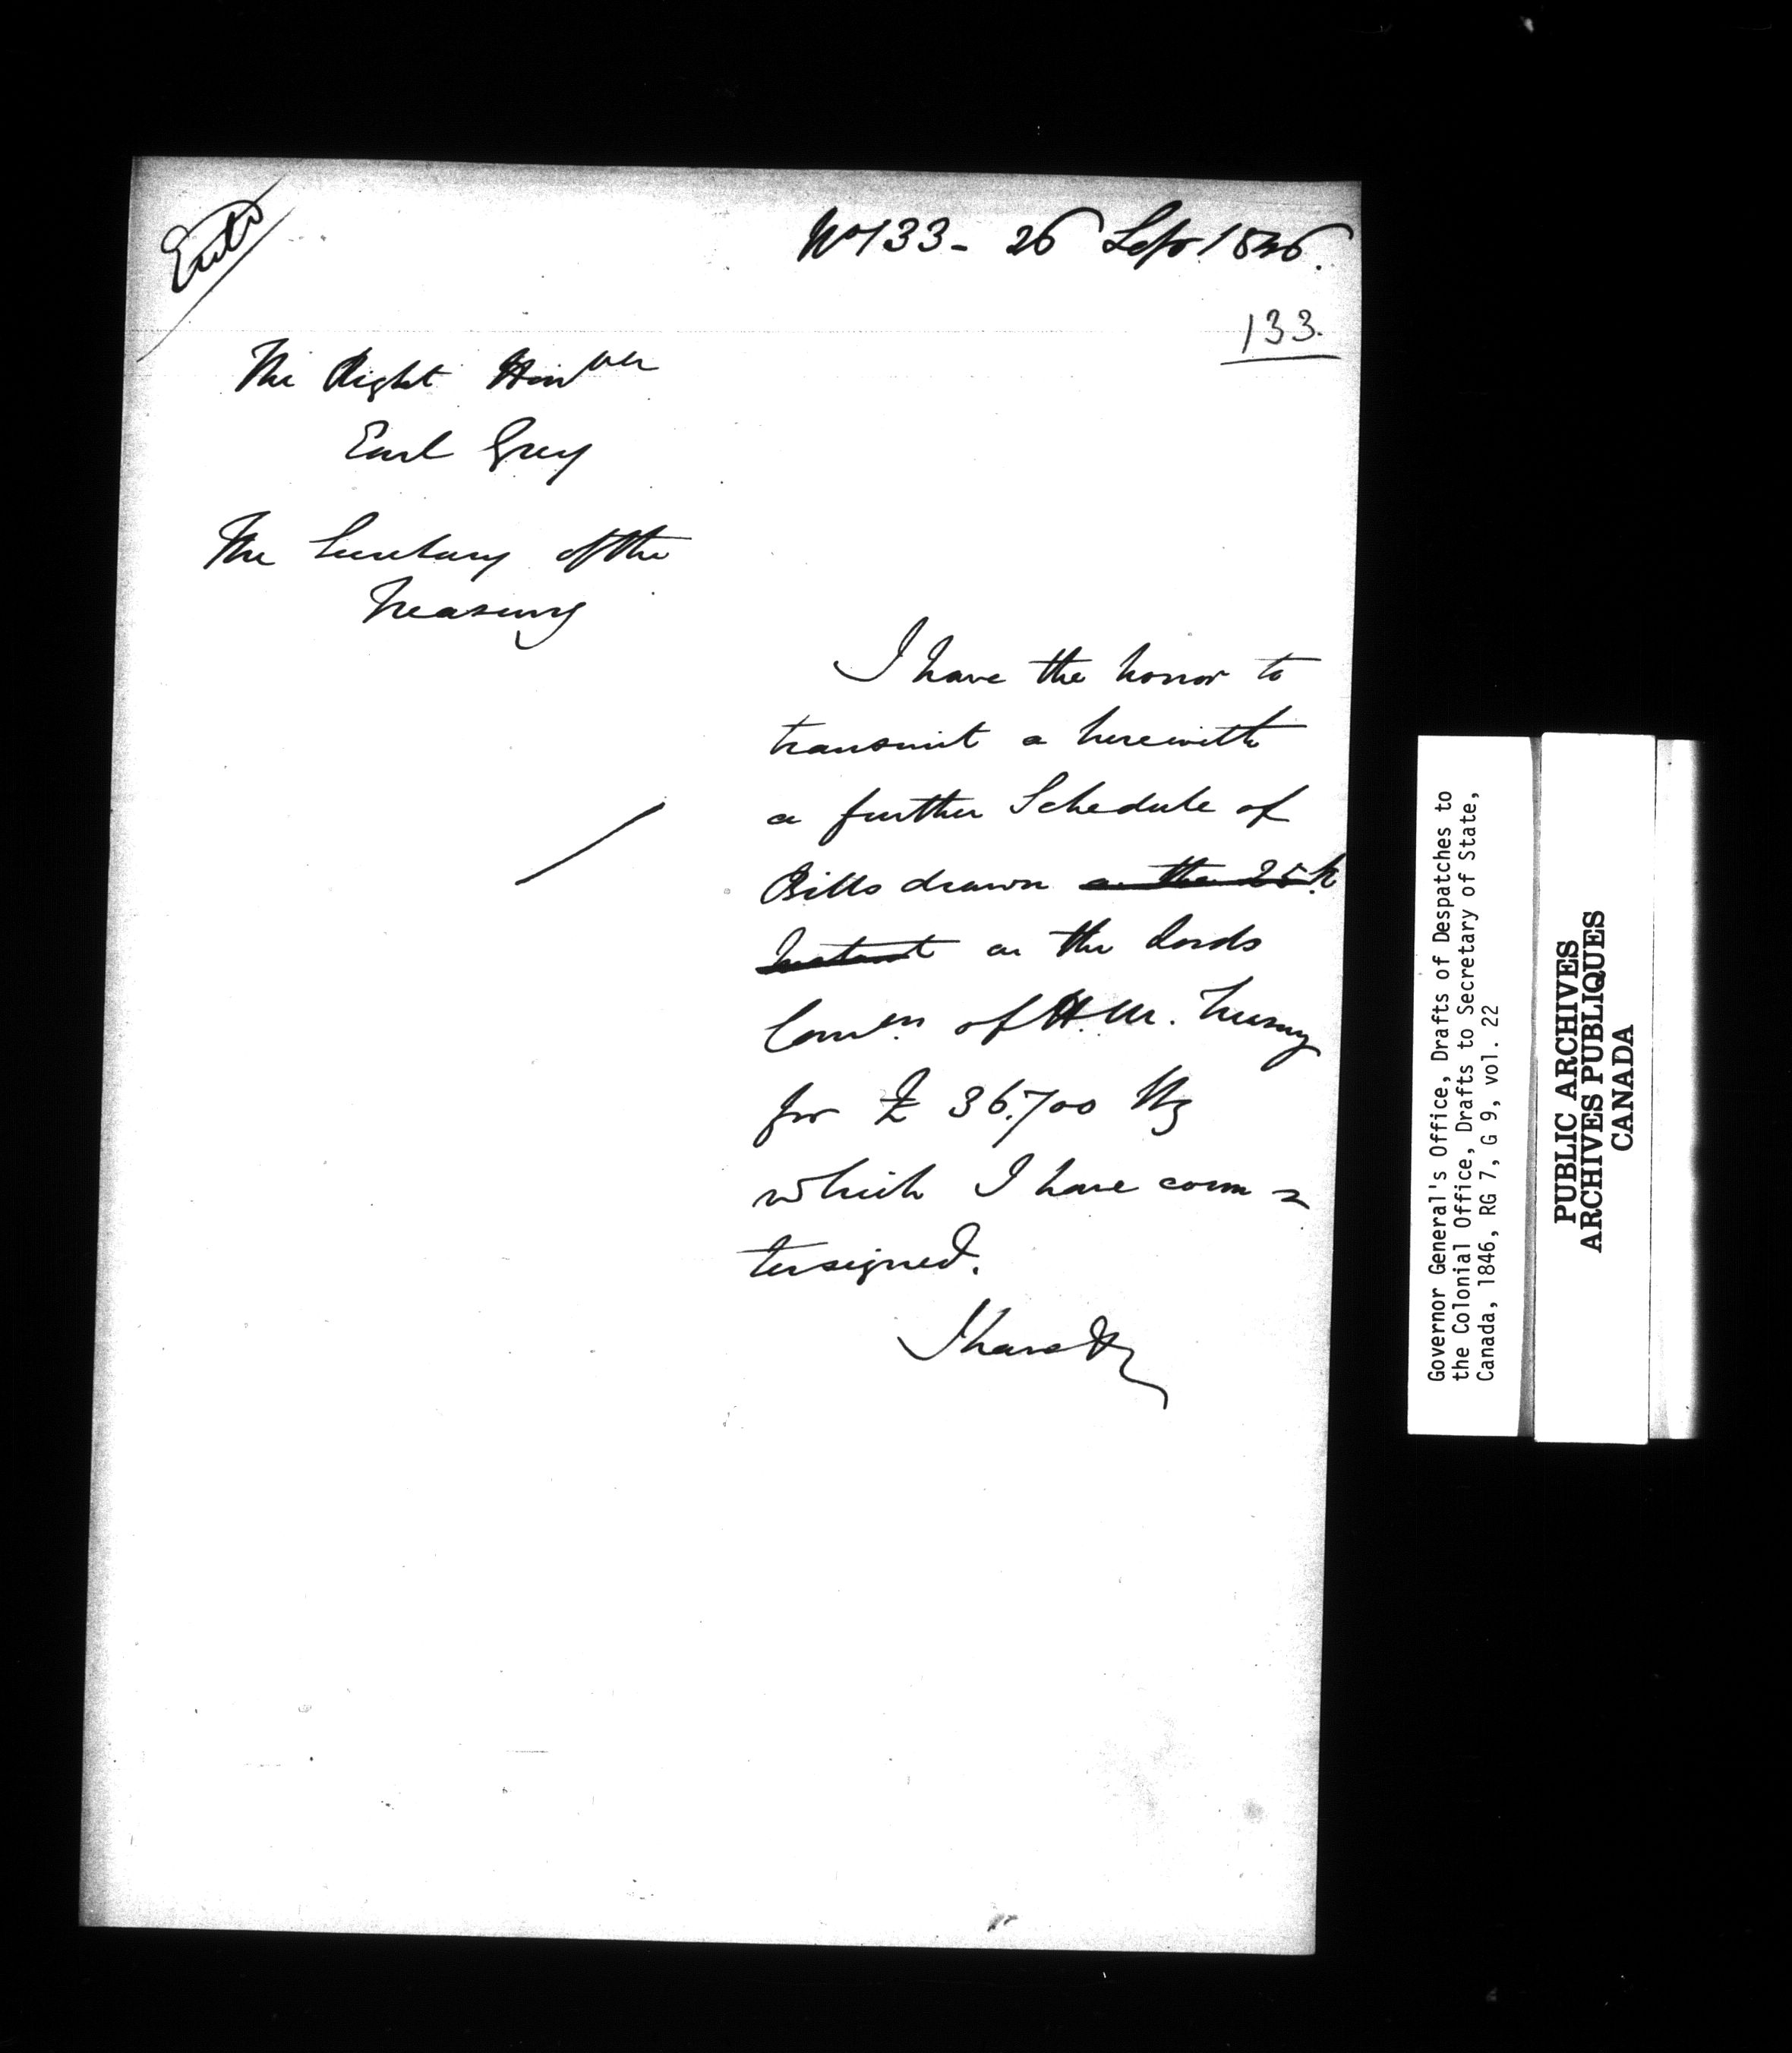 Entd
No 133 - 26 Sepr. 1846.
133.
The Right Honble
Earl Grey
The Secretary of the
Treasury
I have the honor to
transmit a herewith
a further Schedule of
Bills drawn on the 25th
Instant on the Lords
Comrs. of H.M. Treasy
for £ 36.700 Stg
which I have coun =
tersigned.
I have &c
Governor General's Office, Drafts of Despatches to
the Colonial Office, Drafts to Secretary of State,
Canada, 1846, RG 7, G 9, vol. 22
PUBLIC ARCHIVES
ARCHIVES PUBLIQUES
CANADA